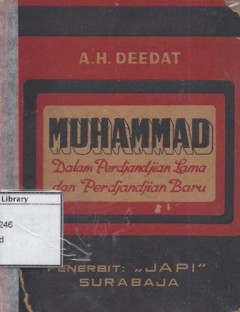 A.H. DEEDAT
MUHAMMAD
Dalam Perdjandjian Lama
dan Perdjandjian Baru
Library
246
d
PENERBIT: „JAPI"
SURABAJA